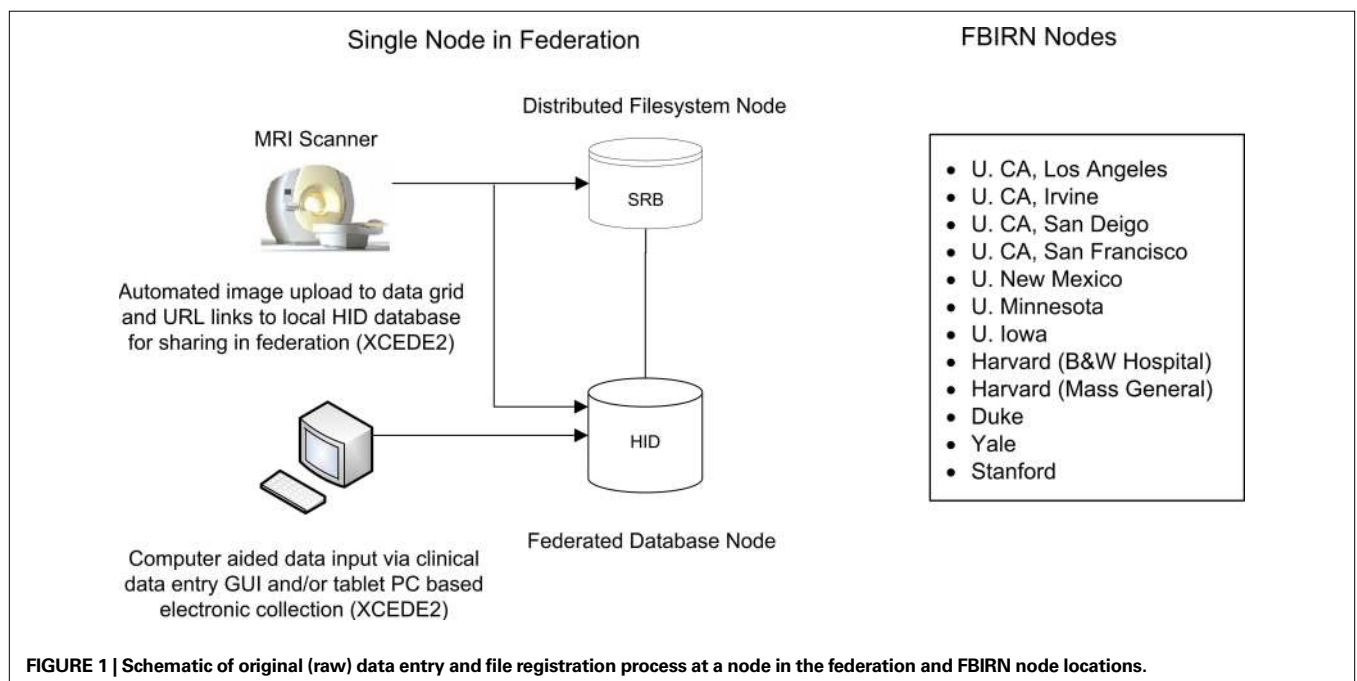 Single Node in Federation
FBIRN Nodes
Distributed Filesystem Node
MRI Scanner
SRB
Automated image upload to data grid
and URL links to local HID database
for sharing in federation (XCEDE2)
HID
Federated Database Node
Computer aided data input via clinical
data entry GUI and/or tablet PC based
electronic collection (XCEDE2)
• U. CA, Los Angeles
• U. CA, Irvine
• U. CA, San Deigo
• U. CA, San Francisco
• U. New Mexico
• U. Minnesota
• U. Iowa
• Harvard (B&W Hospital)
• Harvard (Mass General)
• Duke
• Yale
• Stanford
FIGURE 1 | Schematic of original (raw) data entry and file registration process at a node in the federation and FBIRN node locations.